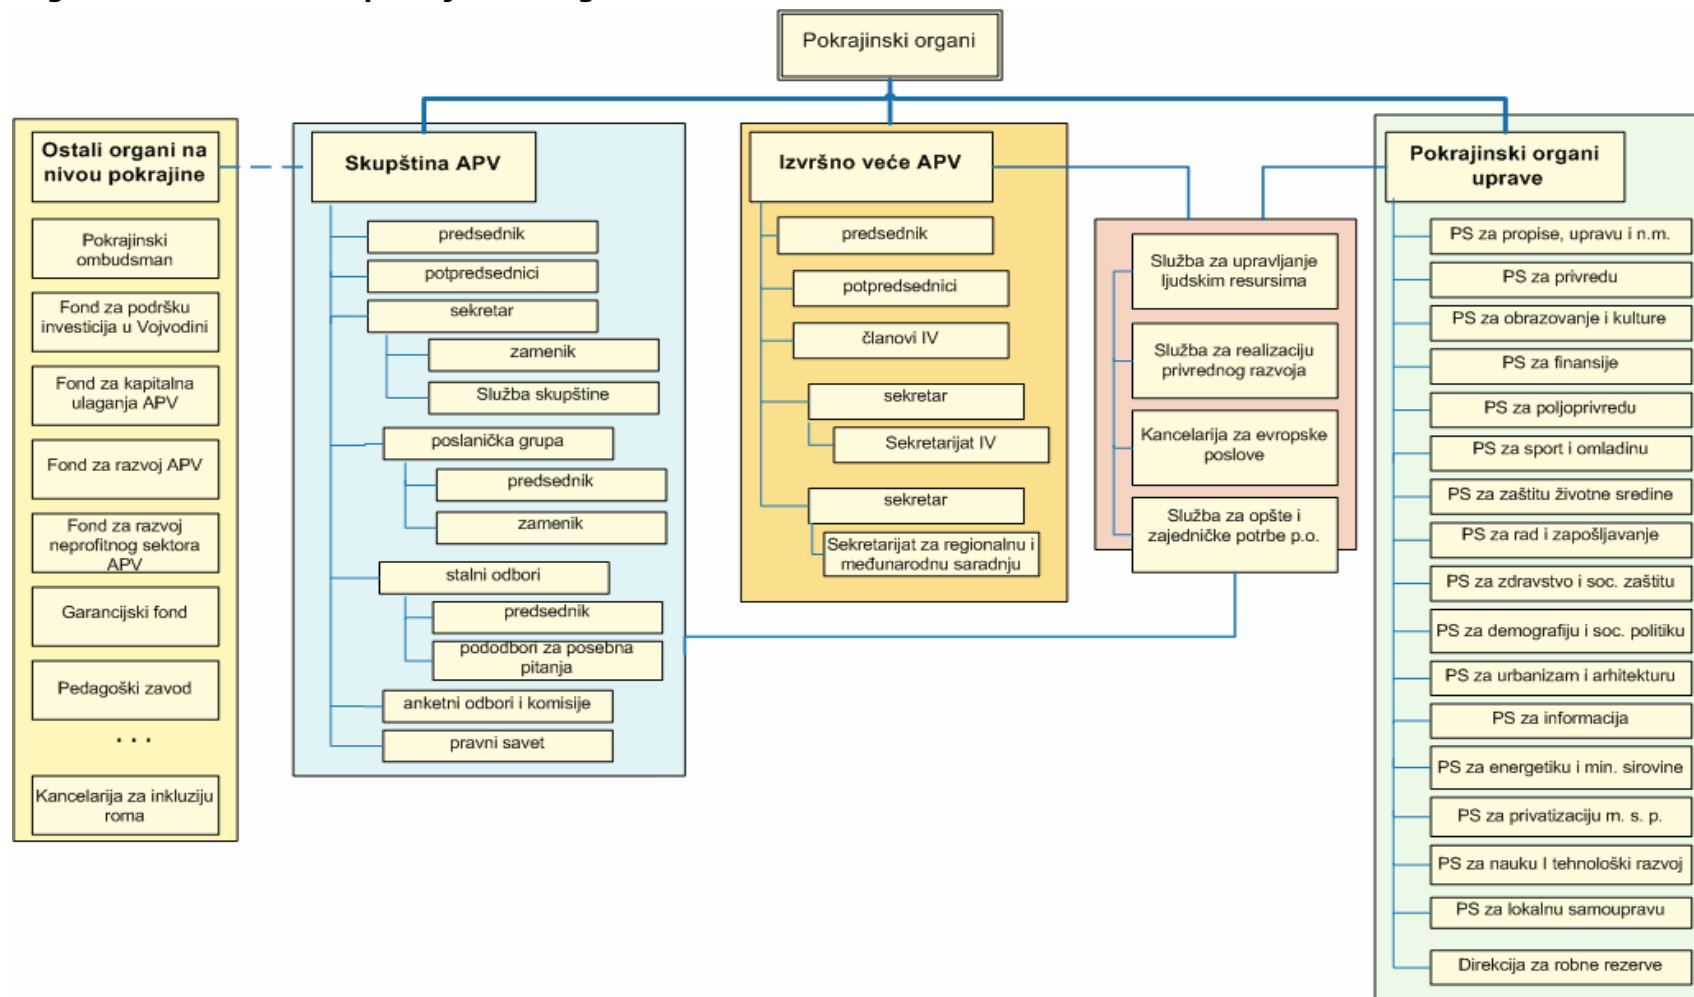 Pokrajinski organi
Ostali organi na
nivou pokrajine
Pokrajinski
ombudsman
Fond za podršku
investicija u Vojvodini
Fond za kapitalna
ulaganja APV
Fond za razvoj APV
Fond za razvoj
neprofitnog sektora
APV
Garancijski fond
Pedagoški zavod
. . .
Kancelarija za inkluziju
roma
Skupština APV
predsednik
potpredsednici
sekretar
zamenik
Služba skupštine
poslanička grupa
predsednik
zamenik
stalni odbori
predsednik
pododbori za posebna
pitanja
anketni odbori i komisije
pravni savet
Izvršno veće APV
predsednik
potpredsednici
članovi IV
sekretar
Sekretarijat IV
sekretar
Sekretarijat za regionalnu i
međunarodnu saradnju
Služba za upravljanje
ljudskim resursima
Služba za realizaciju
privrednog razvoja
Kancelarija za evropske
poslove
Služba za opšte i
zajedničke potrbe p.o.
Pokrajinski organi
uprave
PS za propise, upravu i n.m.
PS za privredu
PS za obrazovanje i kulture
PS za finansije
PS za poljoprivredu
PS za sport i omladinu
PS za zaštitu životne sredine
PS za rad i zapošljavanje
PS za zdravstvo i soc. zaštitu
PS za demografiju i soc. politiku
PS za urbanizam i arhitekturu
PS za informacija
PS za energetiku i min. sirovine
PS za privatizaciju m. s. p.
PS za nauku I tehnološki razvoj
PS za lokalnu samoupravu
Direkcija za robne rezerve